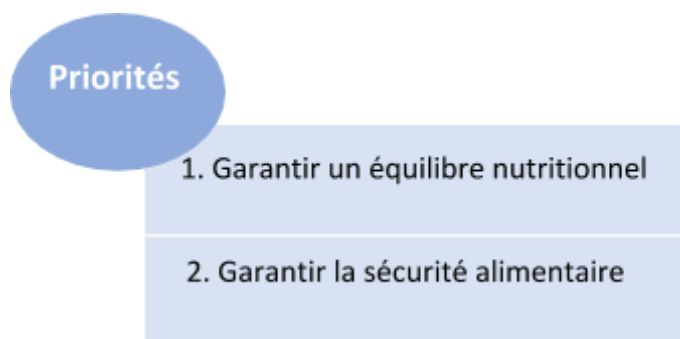 Priorités
1. Garantir un équilibre nutritionnel
2. Garantir la sécurité alimentaire